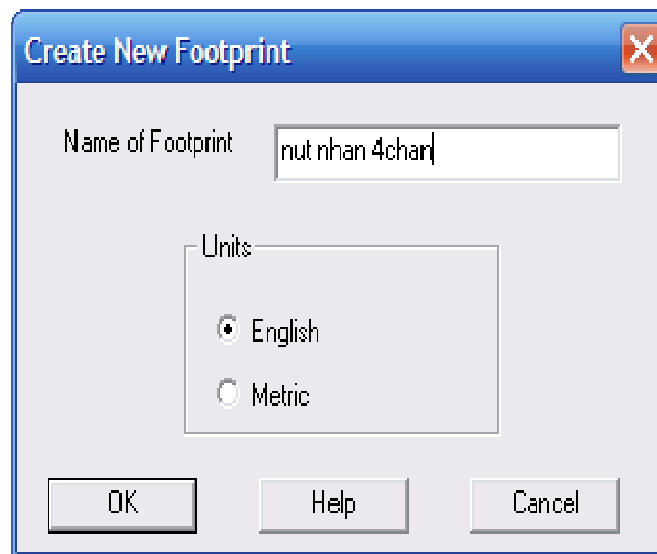 Create New Footprint
Name of Footprint
nut nhan 4chan
Units
English
Metric
OK
Help
Cancel